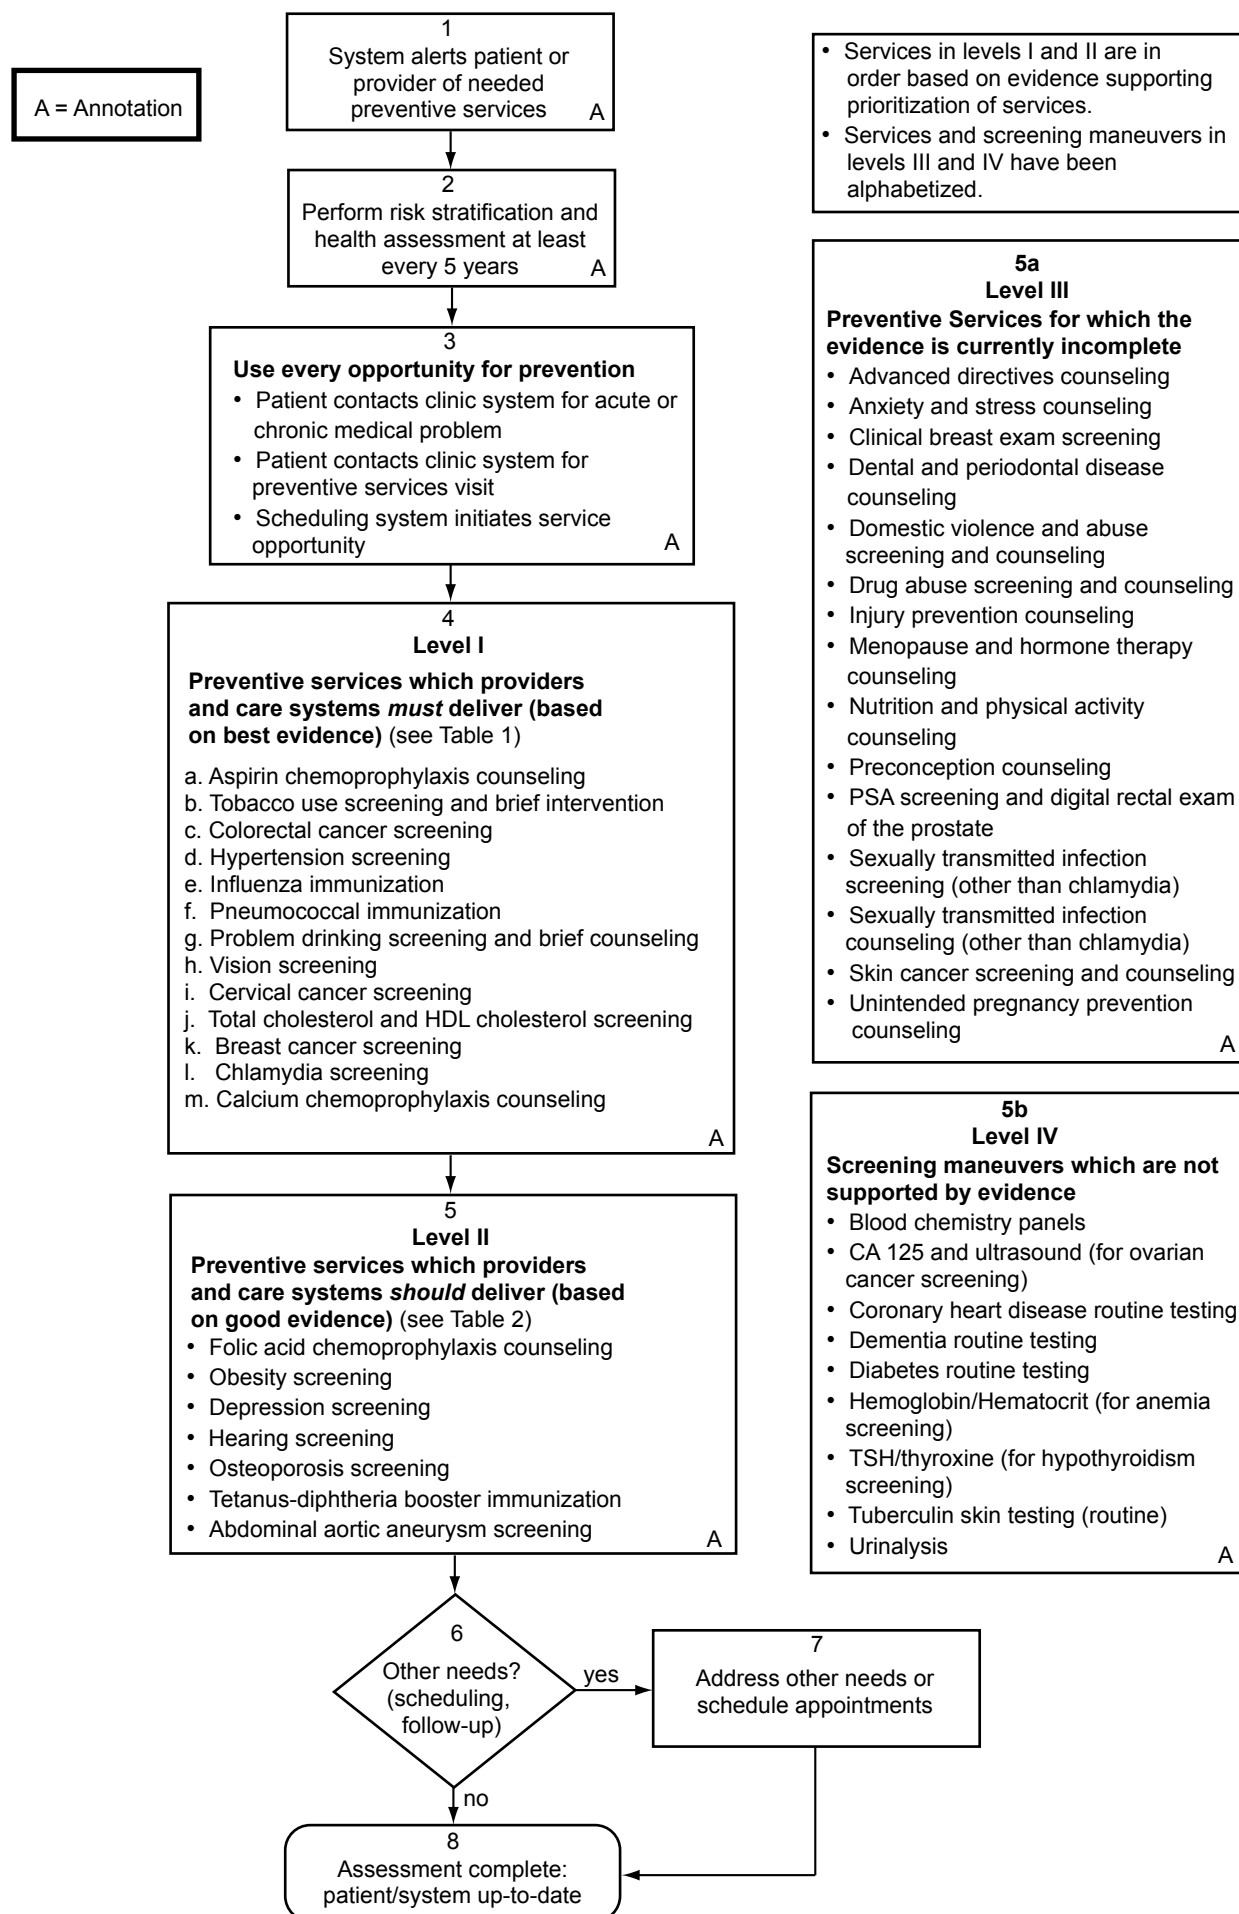 A = Annotation
1
System alerts patient or
provider of needed
preventive services
A
2
Perform risk stratification and
health assessment at least
every 5 years
A
3
Use every opportunity for prevention
• Patient contacts clinic system for acute or
chronic medical problem
• Patient contacts clinic system for
preventive services visit
• Scheduling system initiates service
opportunity
A
4
Level I
Preventive services which providers
and care systems must deliver (based
on best evidence) (see Table 1)
a. Aspirin chemoprophylaxis counseling
b. Tobacco use screening and brief intervention
c. Colorectal cancer screening
d. Hypertension screening
e. Influenza immunization
f. Pneumococcal immunization
g. Problem drinking screening and brief counseling
h. Vision screening
i. Cervical cancer screening
j. Total cholesterol and HDL cholesterol screening
k. Breast cancer screening
l. Chlamydia screening
m. Calcium chemoprophylaxis counseling
A
5
Level II
Preventive services which providers
and care systems should deliver (based
on good evidence) (see Table 2)
• Folic acid chemoprophylaxis counseling
• Obesity screening
• Depression screening
• Hearing screening
• Osteoporosis screening
• Tetanus-diphtheria booster immunization
• Abdominal aortic aneurysm screening
A
6
Other needs?
(scheduling,
follow-up)
yes
no
7
Address other needs or
schedule appointments
8
Assessment complete:
patient/system up-to-date
• Services in levels I and II are in
order based on evidence supporting
prioritization of services.
• Services and screening maneuvers in
levels III and IV have been
alphabetized.
5a
Level III
Preventive Services for which the
evidence is currently incomplete
• Advanced directives counseling
• Anxiety and stress counseling
• Clinical breast exam screening
• Dental and periodontal disease
counseling
• Domestic violence and abuse
screening and counseling
• Drug abuse screening and counseling
• Injury prevention counseling
• Menopause and hormone therapy
counseling
• Nutrition and physical activity
counseling
• Preconception counseling
• PSA screening and digital rectal exam
of the prostate
• Sexually transmitted infection
screening (other than chlamydia)
• Sexually transmitted infection
counseling (other than chlamydia)
• Skin cancer screening and counseling
• Unintended pregnancy prevention
counseling
A
5b
Level IV
Screening maneuvers which are not
supported by evidence
• Blood chemistry panels
• CA 125 and ultrasound (for ovarian
cancer screening)
• Coronary heart disease routine testing
• Dementia routine testing
• Diabetes routine testing
• Hemoglobin/Hematocrit (for anemia
screening)
• TSH/thyroxine (for hypothyroidism
screening)
• Tuberculin skin testing (routine)
• Urinalysis
A